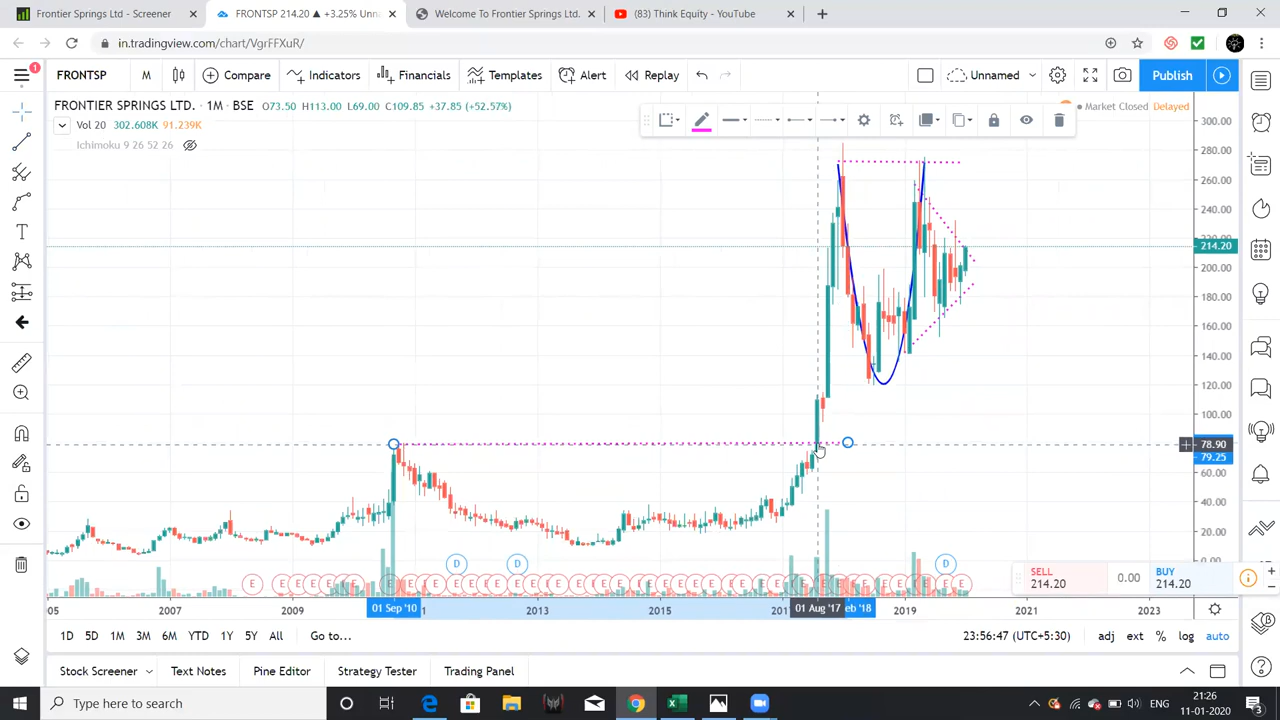 Frontier Springs Ltd - Screener
FRONTSP 214.20 ▲ +3.25% Unna
Welcome To Frontier Springs Ltd.
(83) Think Equity - YouTube
in.tradingview.com/chart/VgrFFXuR/
1
FRONTSP
M
Compare
Indicators
Financials
Templates
Alert
Replay
Unnamed
Publish
FRONTIER SPRINGS LTD. · 1M · BSE O73.50 H113.00 L69.00 C109.85 +37.85 (+52.57%)
Market Closed Delayed
Vol 20 302.608K 91.239K
Ichimoku 9 26 52 26
300.00
280.00
260.00
240.00
220.00
214.20
200.00
180.00
160.00
140.00
120.00
100.00
78.90
79.25
60.00
40.00
20.00
0.00
D D D
E E E E E E E E E E
SELL
214.20
0.00
BUY
214.20
2007
2009
01 Sep '10
2013
2015
01 Aug '17
eb '18
2019
2021
2023
1D 5D 1M 3M 6M YTD 1Y 5Y All Go to...
23:56:47 (UTC+5:30) adj ext % log auto
Stock Screener Text Notes Pine Editor Strategy Tester Trading Panel
Type here to search
ENG
21:26
11-01-2020
3